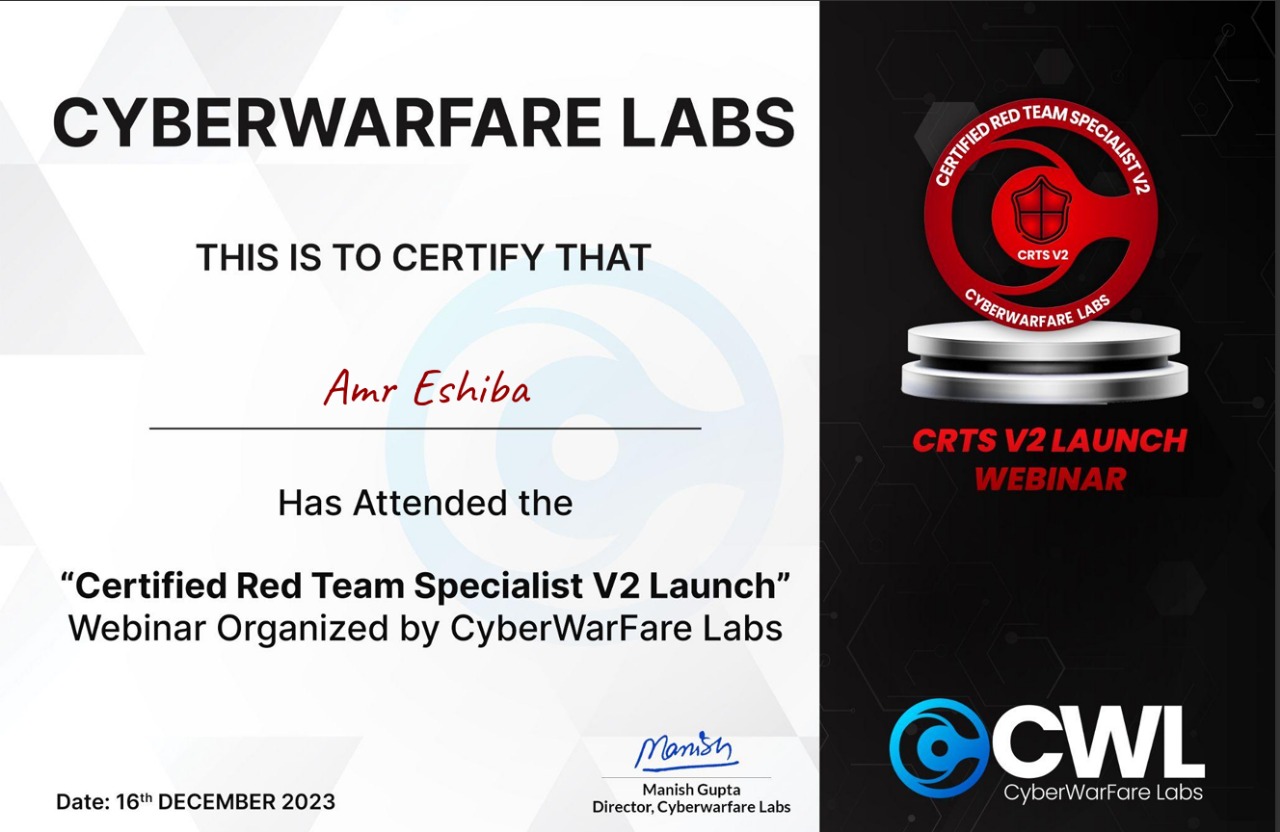 CYBERWARFARE LABS
THIS IS TO CERTIFY THAT
Amr Eshiba
Has Attended the
“Certified Red Team Specialist V2 Launch”
Webinar Organized by CyberWarFare Labs
Manish
Manish Gupta
Director, Cyberwarfare Labs
Date: 16th DECEMBER 2023
CERTIFIED RED TEAM SPECIALIST V2
CRTS V2
CYBERWARFARE LABS
CRTS V2 LAUNCH
WEBINAR
CWL
CyberWarFare Labs